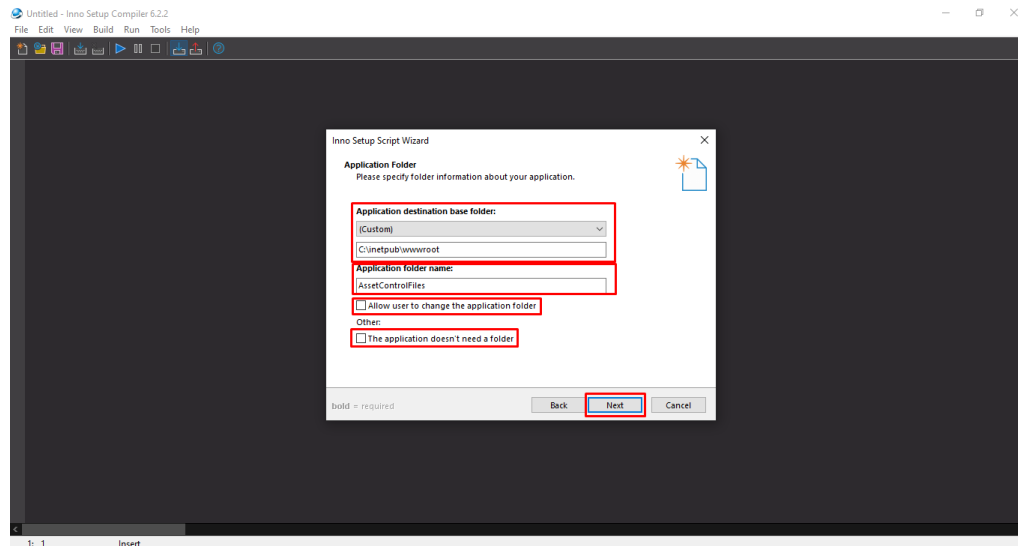 Untitled - Inno Setup Compiler 6.2.2
File Edit View Build Run Tools Help
Inno Setup Script Wizard
Application Folder
Please specify folder information about your application.
Application destination base folder:
(Custom)
C:\inetpub\wwwroot
Application folder name:
AssetControlFiles
Allow user to change the application folder
Other:
The application doesn't need a folder
bold = required
Back Next Cancel
1: 1 Insert